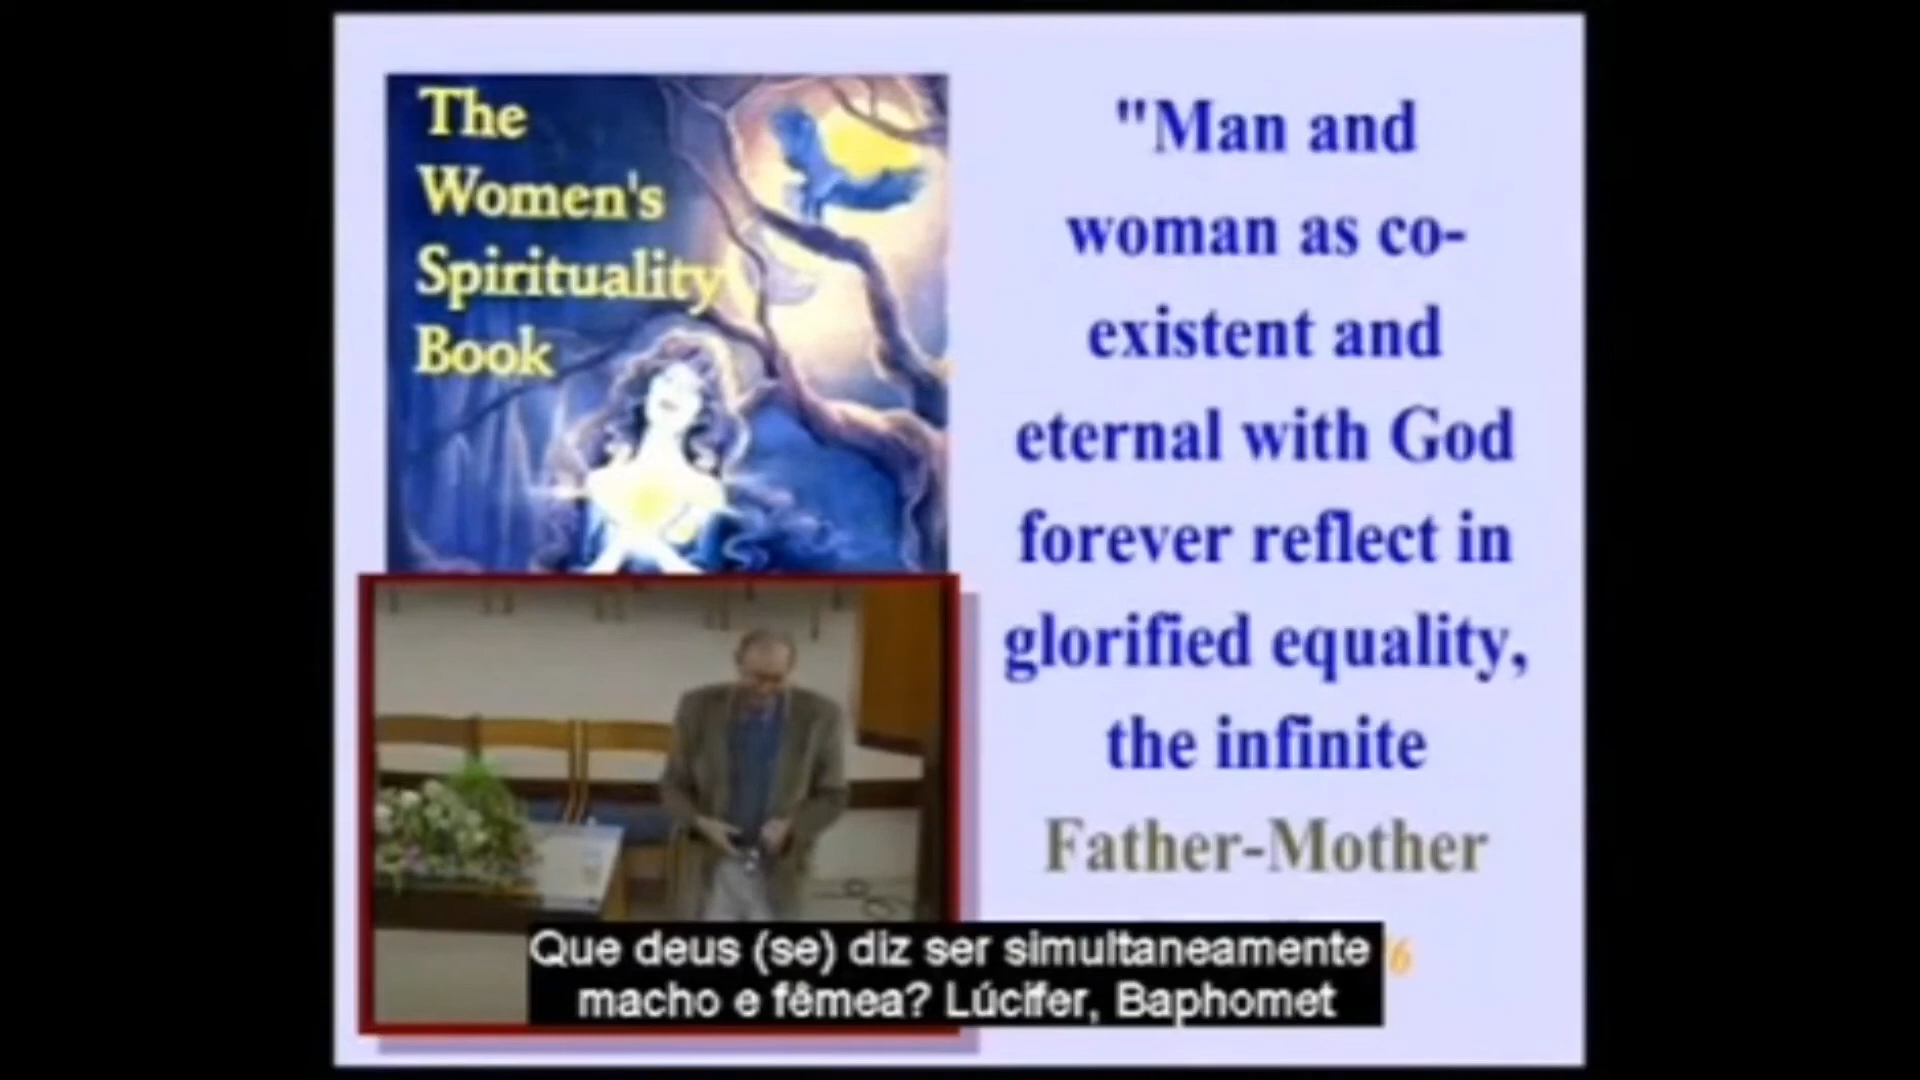 The
Women's
Spirituality
Book
"Man and
woman as co-
existent and
eternal with God
forever reflect in
glorified equality,
the infinite
Father-Mother
Que deus (se) diz ser simultaneamente
macho e fêmea? Lúcifer, Baphomet